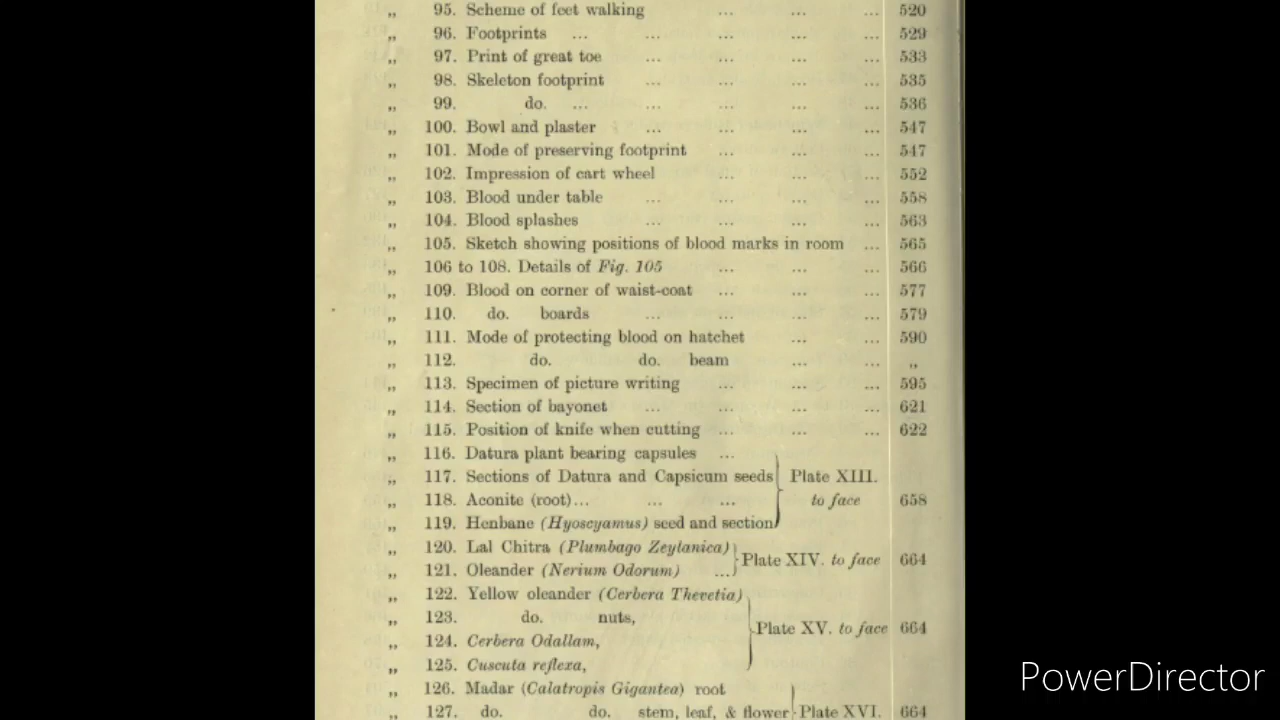 „ 95. Scheme of feet walking ... ... ... 520
„ 96. Footprints ... ... ... ... 529
„ 97. Print of great toe ... ... ... ... 533
„ 98. Skeleton footprint ... ... ... ... 535
„ 99. do. ... ... ... ... 536
„ 100. Bowl and plaster ... ... ... ... 547
„ 101. Mode of preserving footprint ... ... ... 547
„ 102. Impression of cart wheel ... ... ... 552
„ 103. Blood under table ... ... ... ... 558
„ 104. Blood splashes ... ... ... ... 563
„ 105. Sketch showing positions of blood marks in room ... 565
„ 106 to 108. Details of Fig. 105 ... ... ... 566
„ 109. Blood on corner of waist-coat ... ... ... 577
„ 110. do. boards ... ... ... ... 579
„ 111. Mode of protecting blood on hatchet ... ... 590
„ 112. do. do. beam ... ... „
„ 113. Specimen of picture writing ... ... ... 595
„ 114. Section of bayonet ... ... ... ... 621
„ 115. Position of knife when cutting ... ... ... 622
„ 116. Datura plant bearing capsules ...
„ 117. Sections of Datura and Capsicum seeds Plate XIII.
„ 118. Aconite (root)... ... ... to face 658
„ 119. Henbane (Hyoscyamus) seed and section
„ 120. Lal Chitra (Plumbago Zeylanica)
Plate XIV. to face 664
„ 121. Oleander (Nerium Odorum) ...
„ 122. Yellow oleander (Cerbera Thevetia)
„ 123. do. nuts,
Plate XV. to face 664
„ 124. Cerbera Odallam,
„ 125. Cuscuta reflexa,
„ 126. Madar (Calatropis Gigantea) root
„ 127. do. do. stem, leaf, & flower Plate XVI. 664
PowerDirector